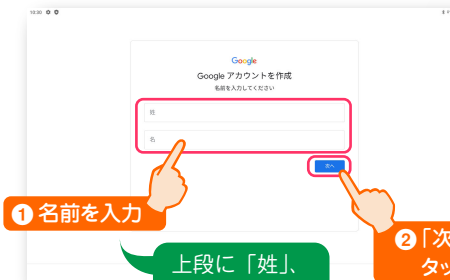 10:30
Google
Google アカウントを作成
名前を入力してください
姓
名
次へ
1 名前を入力
2「次
タッ
上段に「姓」、